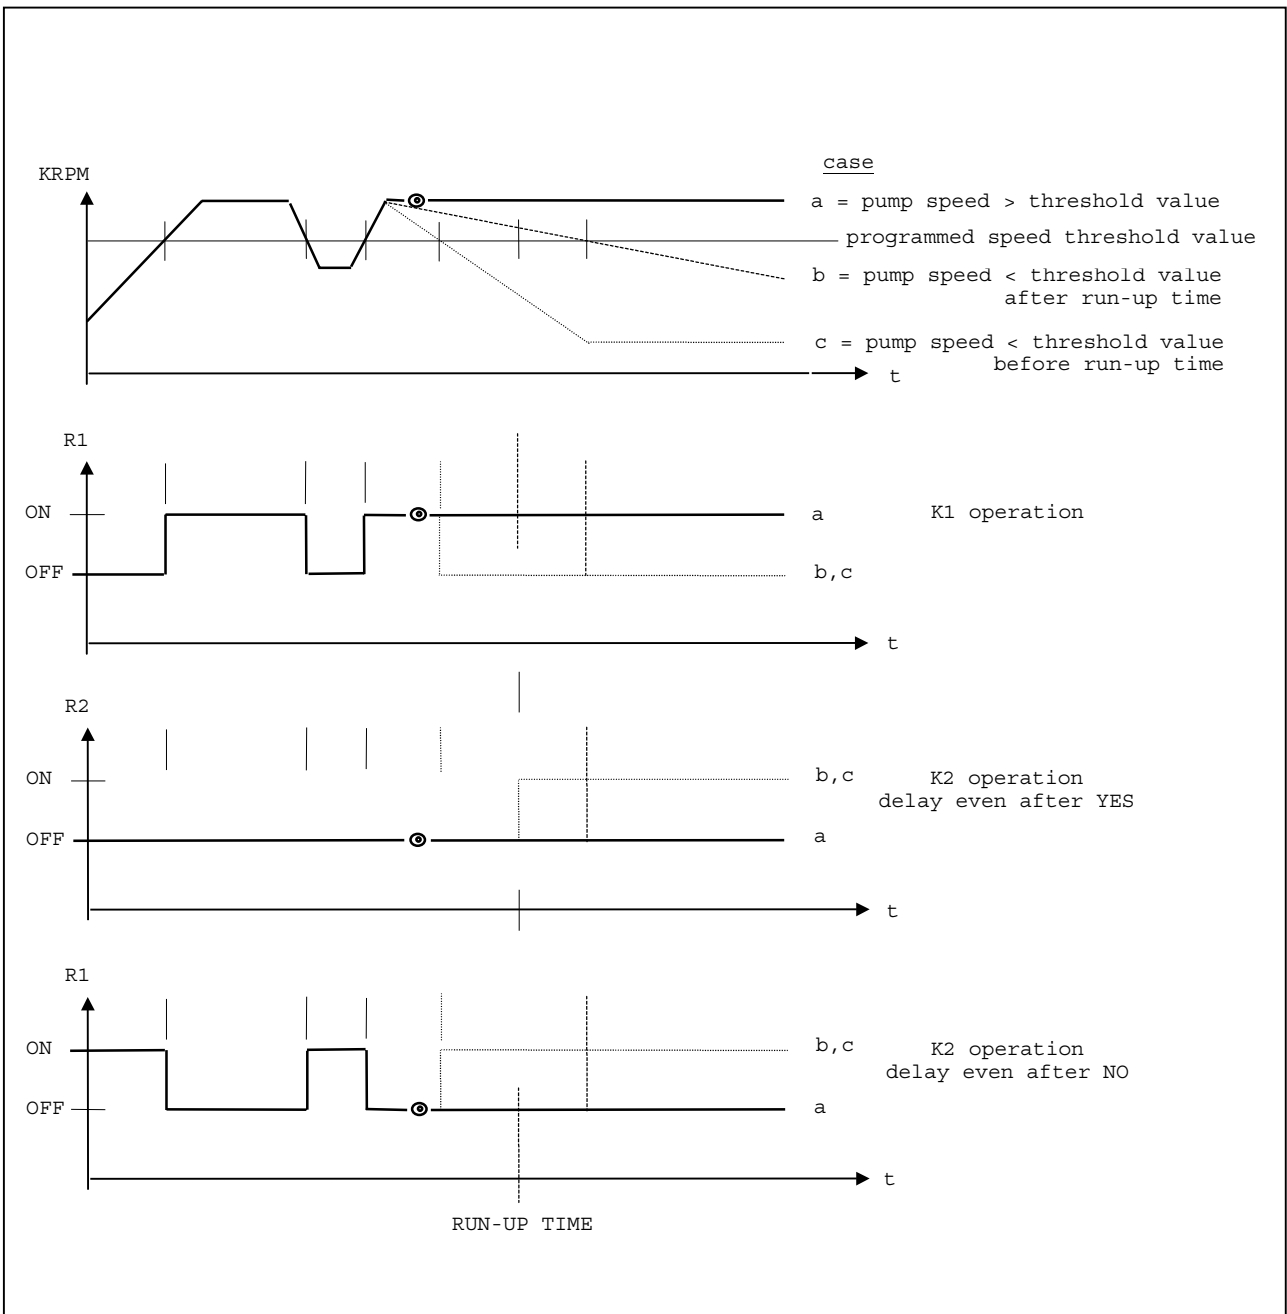 case
KRPM
a = pump speed > threshold value
programmed speed threshold value
b = pump speed < threshold value
after run-up time
c = pump speed < threshold value
before run-up time
t
R1
ON
a
K1 operation
OFF
b,c
t
R2
ON
b,c
K2 operation
delay even after YES
OFF
a
t
R1
ON
b,c
K2 operation
delay even after NO
OFF
a
t
RUN-UP TIME